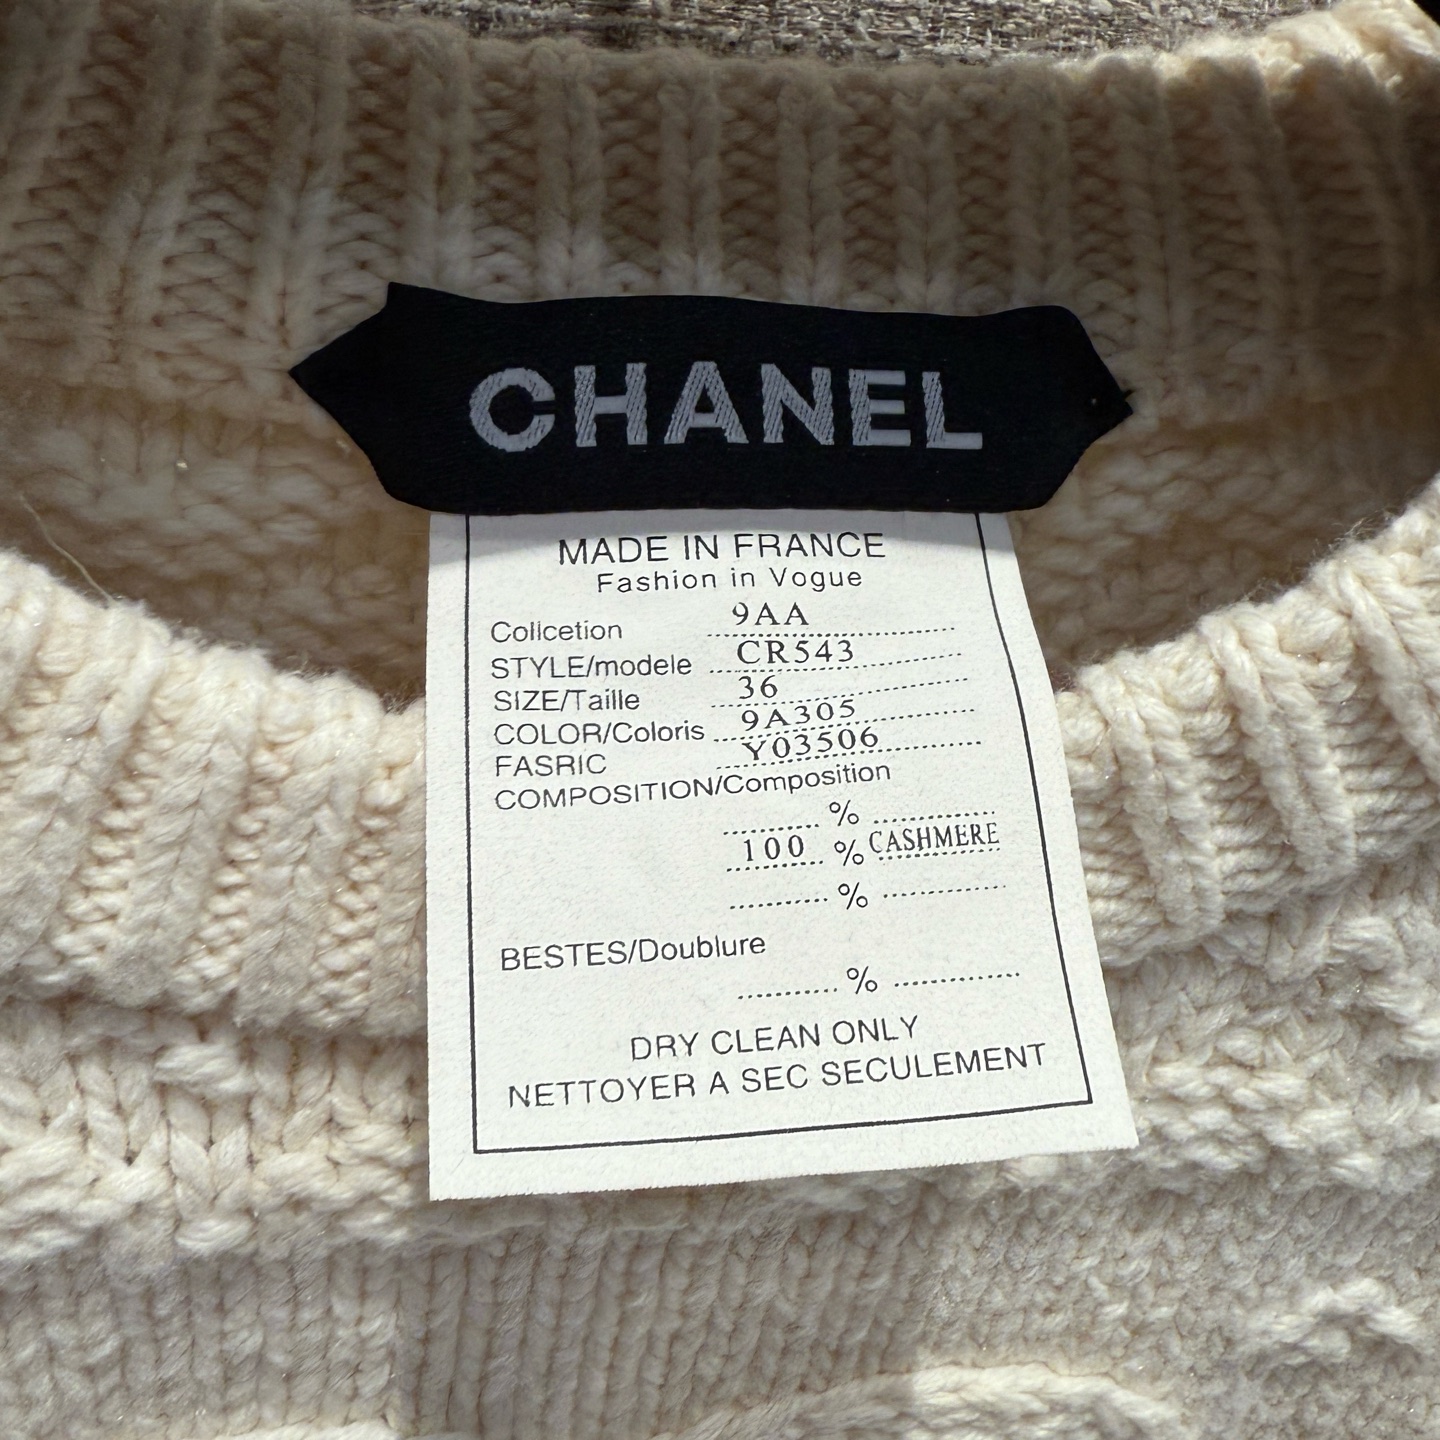 CHANEL
MADE IN FRANCE
Fashion in Vogue
Colicetion 9AA
STYLE/modele CR543
SIZE/Taille 36
COLOR/Coloris 9A305
FASRIC Y03506
COMPOSITION/Composition
.......... % ..............
100 % CASHMERE
.......... % ..............
BESTES/Doublure
.......... % ..............
DRY CLEAN ONLY
NETTOYER A SEC SECULEMENT